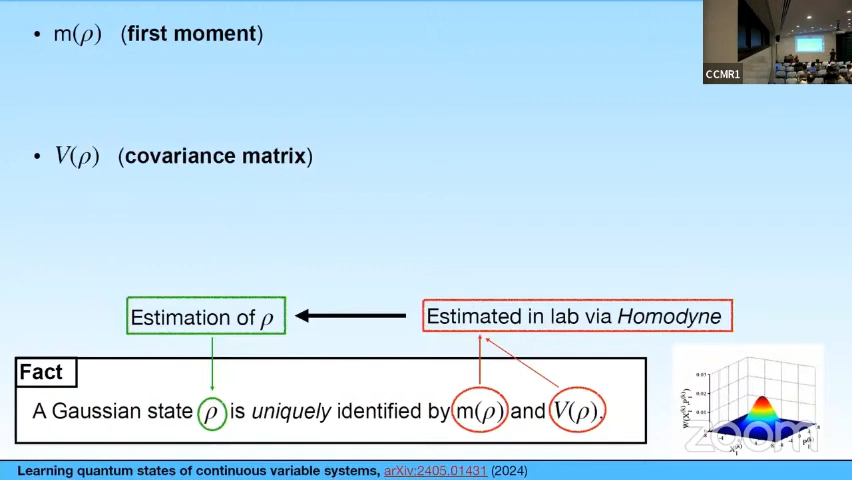 • m(ρ) (first moment)
CCMR1
• V(ρ) (covariance matrix)
Estimation of ρ
Estimated in lab via Homodyne
Fact
A Gaussian state ρ is uniquely identified by m(ρ) and V(ρ).
zoom
Learning quantum states of continuous variable systems, arXiv:2405.01431 (2024)